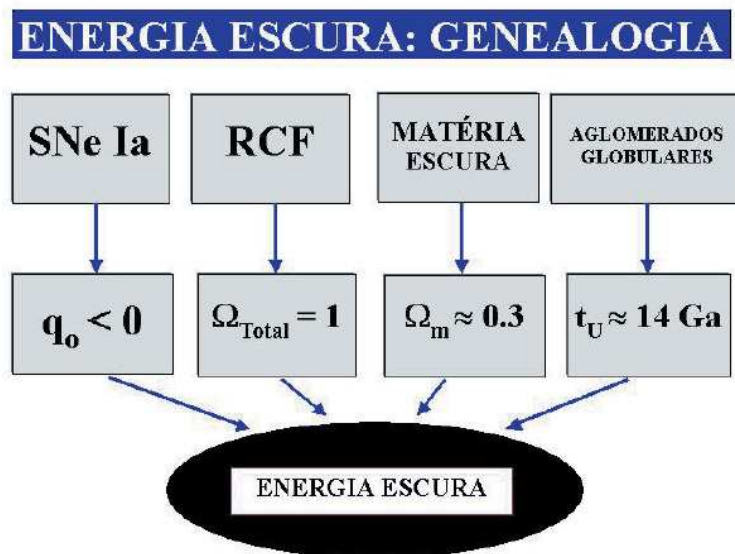 ENERGIA ESCURA: GENEALOGIA
SNe Ia
RCF
MATÉRIA
ESCURA
AGLOMERADOS
GLOBULARES
qo < 0
ΩTotal = 1
Ωm ≈ 0.3
tU ≈ 14 Ga
ENERGIA ESCURA